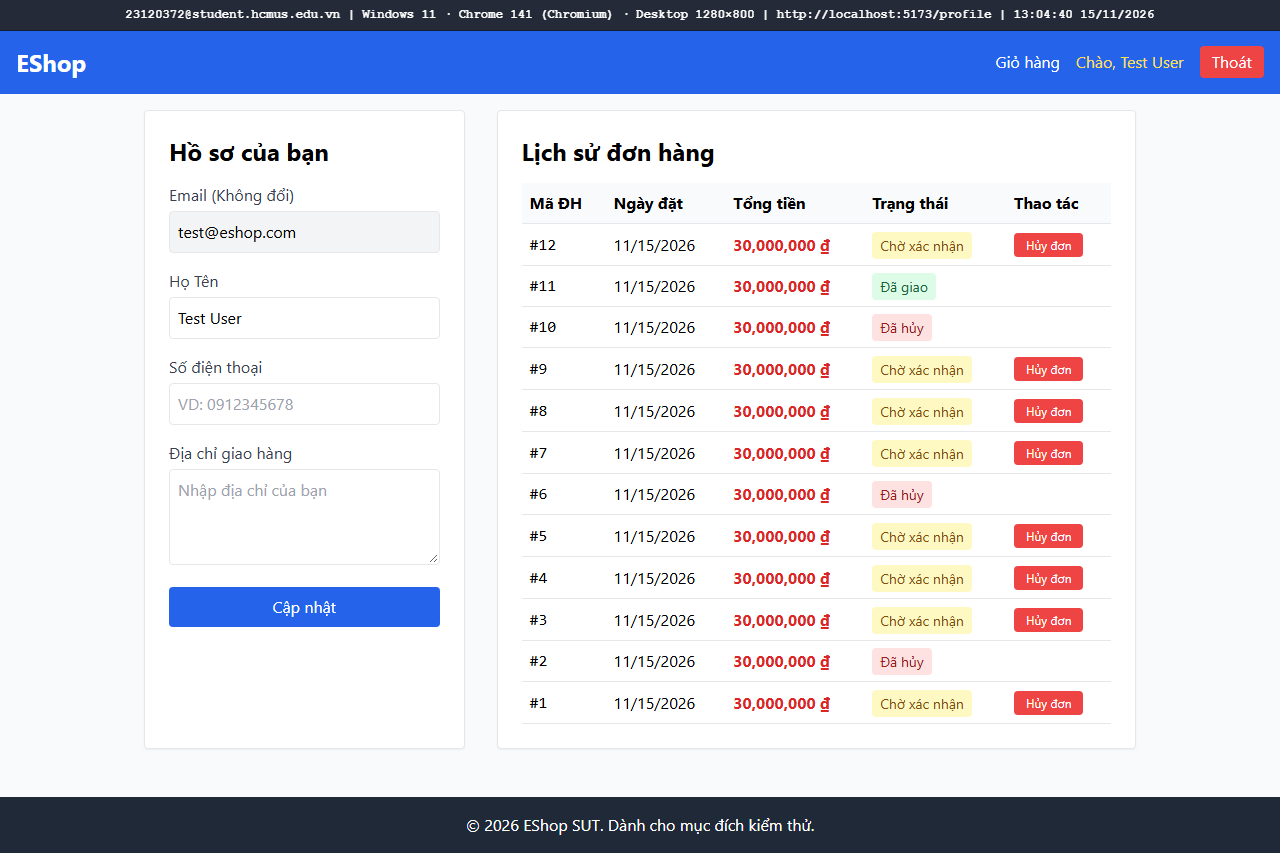 23120372@student.hcmus.edu.vn | Windows 11 · Chrome 141 (Chromium) · Desktop 1280×800 | http://localhost:5173/profile | 13:04:40 15/11/2026
EShop
Giỏ hàng Chào, Test User Thoát
Hồ sơ của bạn
Email (Không đổi)
test@eshop.com
Họ Tên
Test User
Số điện thoại
VD: 0912345678
Địa chỉ giao hàng
Nhập địa chỉ của bạn
Cập nhật
Lịch sử đơn hàng
Mã ĐH Ngày đặt Tổng tiền Trạng thái Thao tác
#12 11/15/2026 30,000,000 ₫ Chờ xác nhận Hủy đơn
#11 11/15/2026 30,000,000 ₫ Đã giao
#10 11/15/2026 30,000,000 ₫ Đã hủy
#9 11/15/2026 30,000,000 ₫ Chờ xác nhận Hủy đơn
#8 11/15/2026 30,000,000 ₫ Chờ xác nhận Hủy đơn
#7 11/15/2026 30,000,000 ₫ Chờ xác nhận Hủy đơn
#6 11/15/2026 30,000,000 ₫ Đã hủy
#5 11/15/2026 30,000,000 ₫ Chờ xác nhận Hủy đơn
#4 11/15/2026 30,000,000 ₫ Chờ xác nhận Hủy đơn
#3 11/15/2026 30,000,000 ₫ Chờ xác nhận Hủy đơn
#2 11/15/2026 30,000,000 ₫ Đã hủy
#1 11/15/2026 30,000,000 ₫ Chờ xác nhận Hủy đơn
© 2026 EShop SUT. Dành cho mục đích kiểm thử.